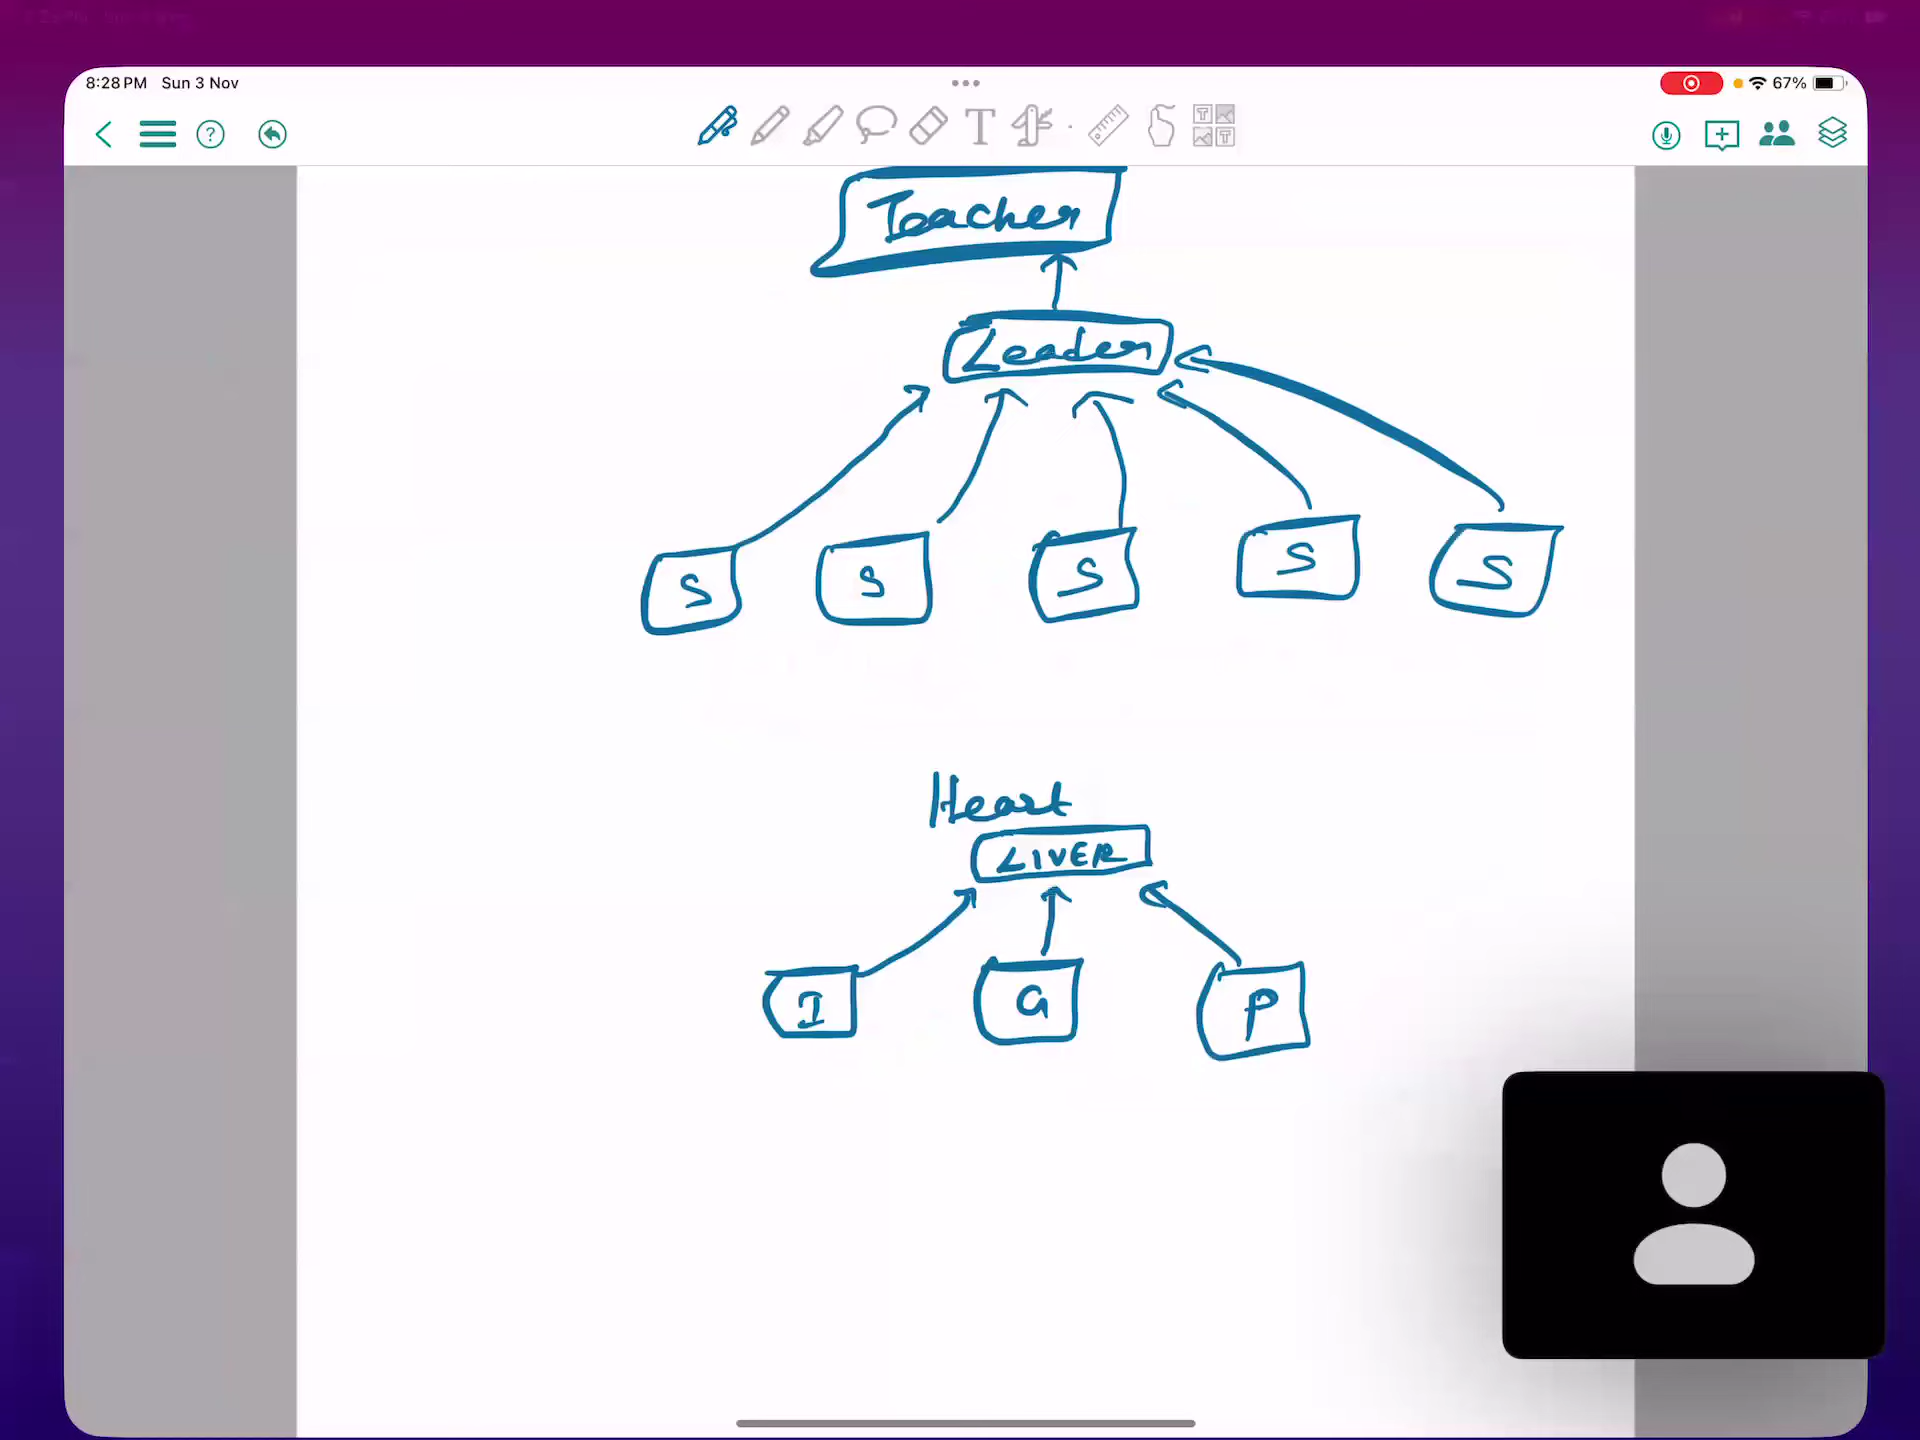 8:28 PM Sun 3 Nov
67%
Teacher
Leader
S S S S S
Heart
LIVER
I G P